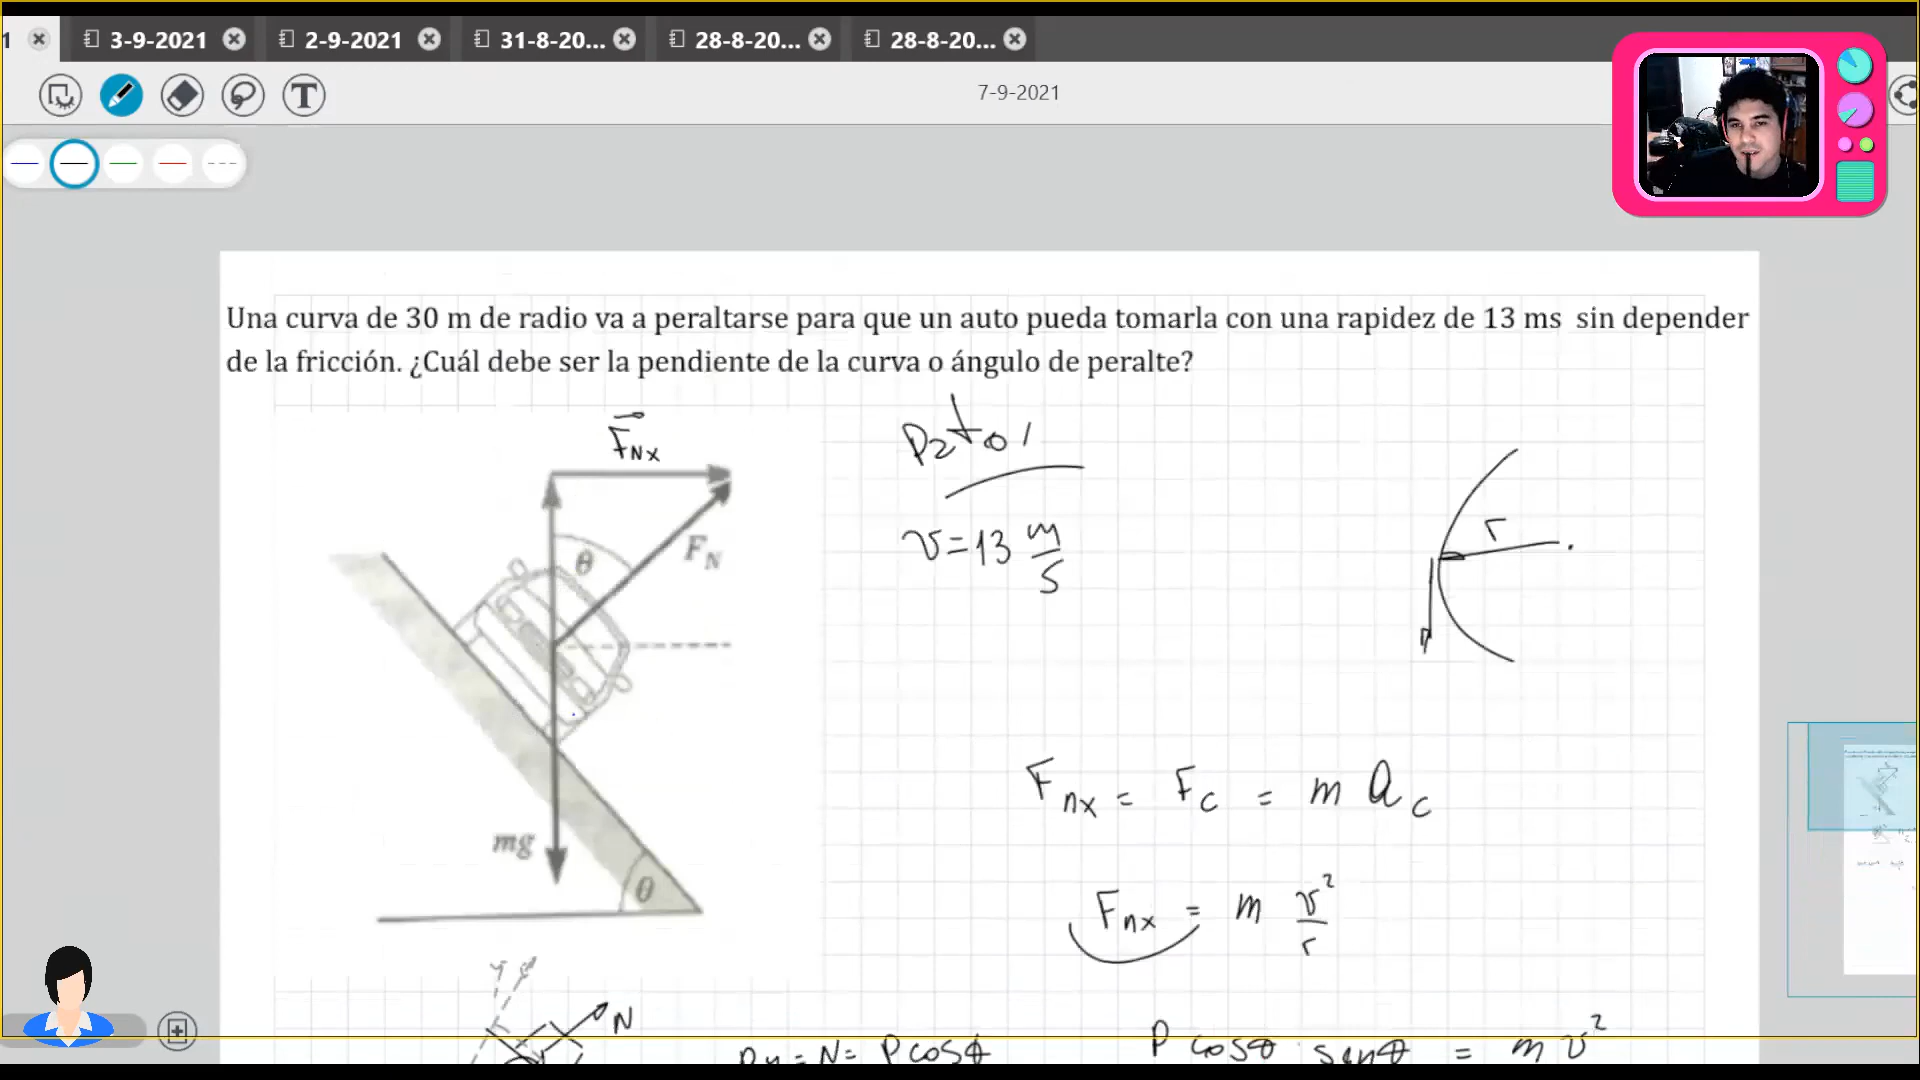 1
3-9-2021
2-9-2021
31-8-20...
28-8-20...
28-8-20...
T
7-9-2021
Una curva de 30 m de radio va a peraltarse para que un auto pueda tomarla con una rapidez de 13 ms sin depender
de la fricción. ¿Cuál debe ser la pendiente de la curva o ángulo de peralte?
F_NX
θ
F_N
mg
θ
v = 13 m/s
r
F_nx = F_c = m a_c
F_nx = m v²/r
N
= N = P cosθ
P cosθ · senθ = m v²